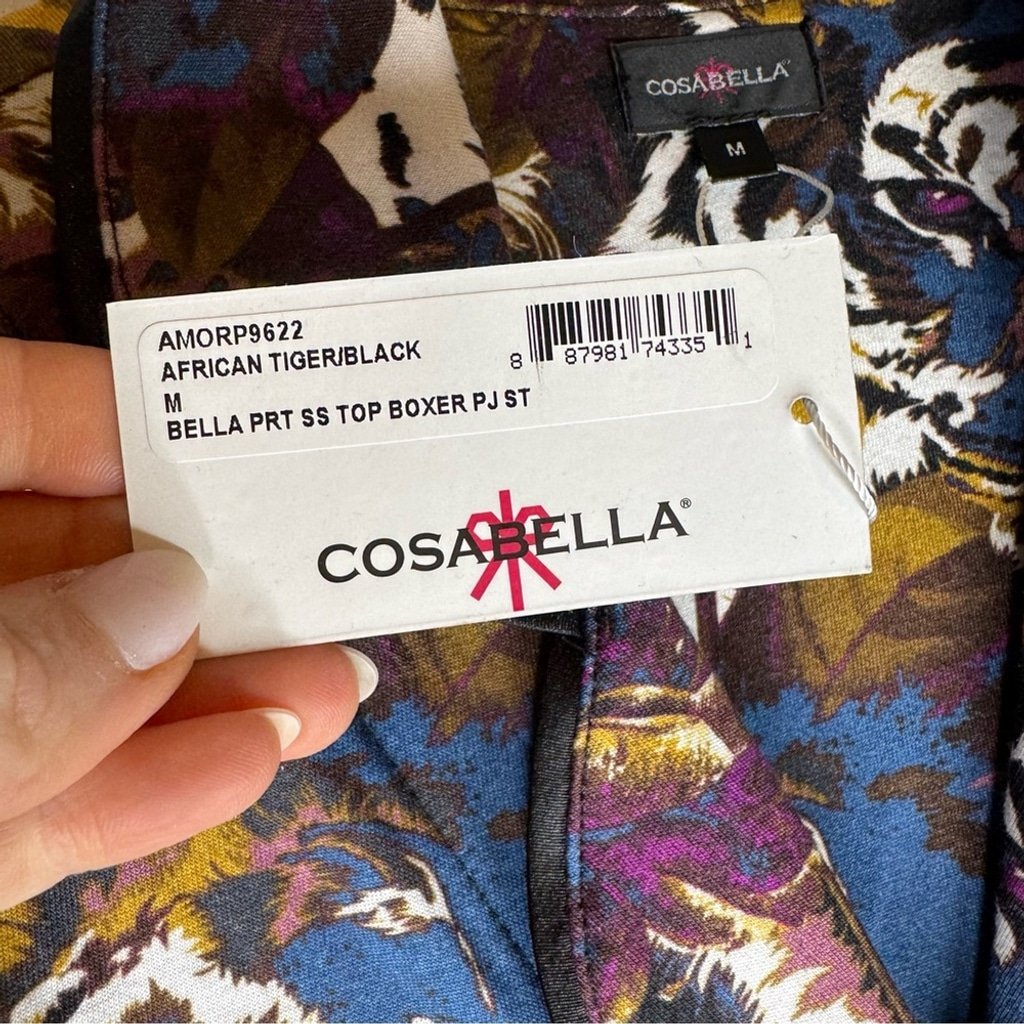 COSABELLA®
M
AMORP9622
AFRICAN TIGER/BLACK
M
BELLA PRT SS TOP BOXER PJ ST
8 87981 74335 1
COSABELLA®